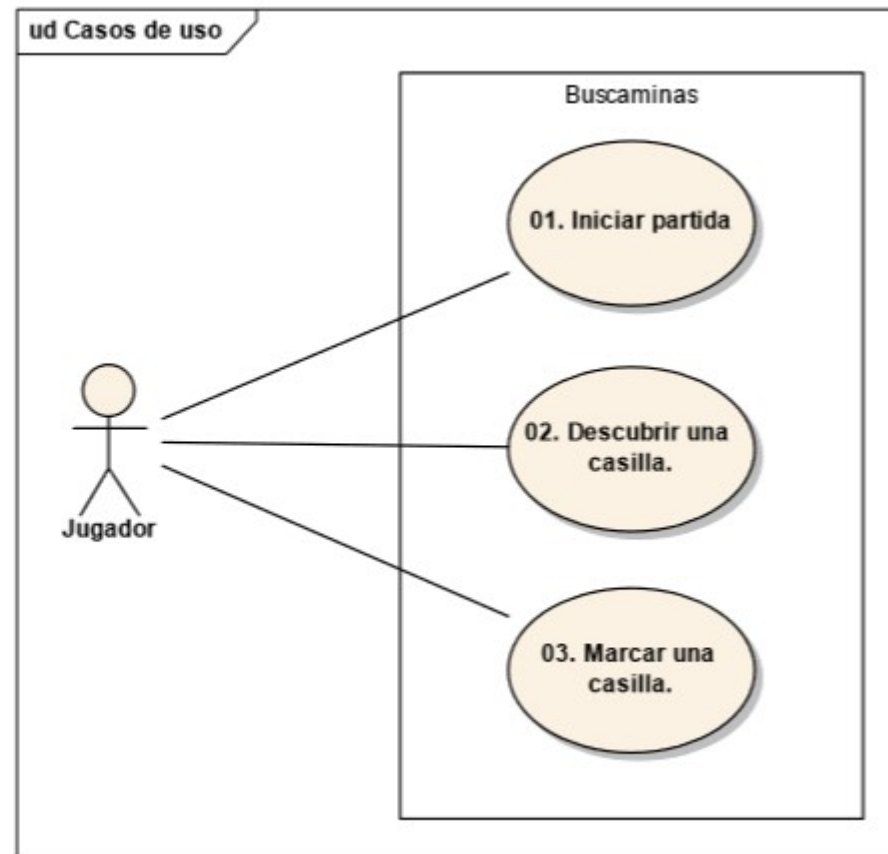 ud Casos de uso
Buscaminas
01. Iniciar partida
02. Descubrir una
casilla.
Jugador
03. Marcar una
casilla.